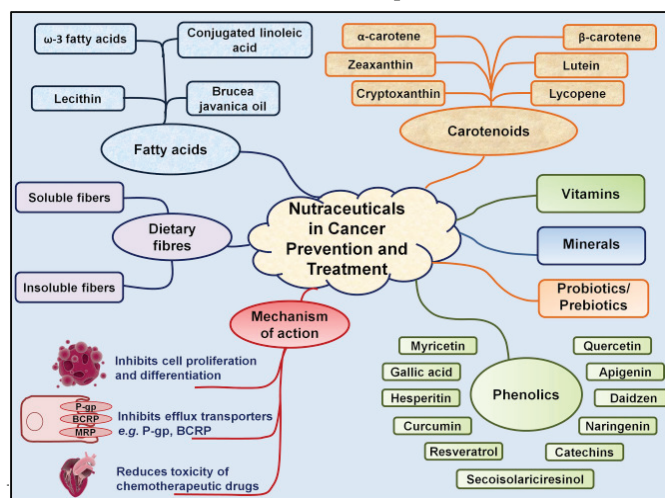 ω-3 fatty acids
Conjugated linoleic
acid
Lecithin
Brucea
javanica oil
Fatty acids
α-carotene
β-carotene
Zeaxanthin
Lutein
Cryptoxanthin
Lycopene
Carotenoids
Soluble fibers
Dietary
fibres
Insoluble fibers
Nutraceuticals
in Cancer
Prevention and
Treatment
Vitamins
Minerals
Probiotics/
Prebiotics
Mechanism
of action
Inhibits cell proliferation
and differentiation
P-gp
BCRP
MRP
Inhibits efflux transporters
e.g. P-gp, BCRP
Reduces toxicity of
chemotherapeutic drugs
Phenolics
Myricetin
Quercetin
Gallic acid
Apigenin
Hesperitin
Daidzen
Curcumin
Naringenin
Resveratrol
Catechins
Secoisolariciresinol